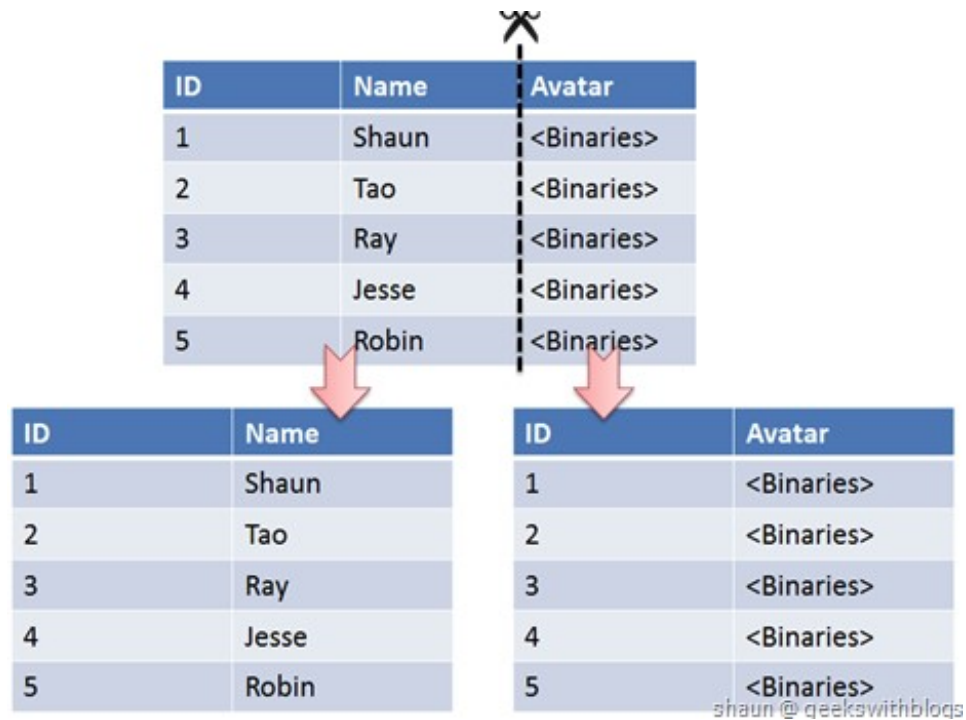 ID Name Avatar
1 Shaun <Binaries>
2 Tao <Binaries>
3 Ray <Binaries>
4 Jesse <Binaries>
5 Robin <Binaries>
ID Name
1 Shaun
2 Tao
3 Ray
4 Jesse
5 Robin
ID Avatar
1 <Binaries>
2 <Binaries>
3 <Binaries>
4 <Binaries>
5 <Binaries>
shaun @ geekswithblogs